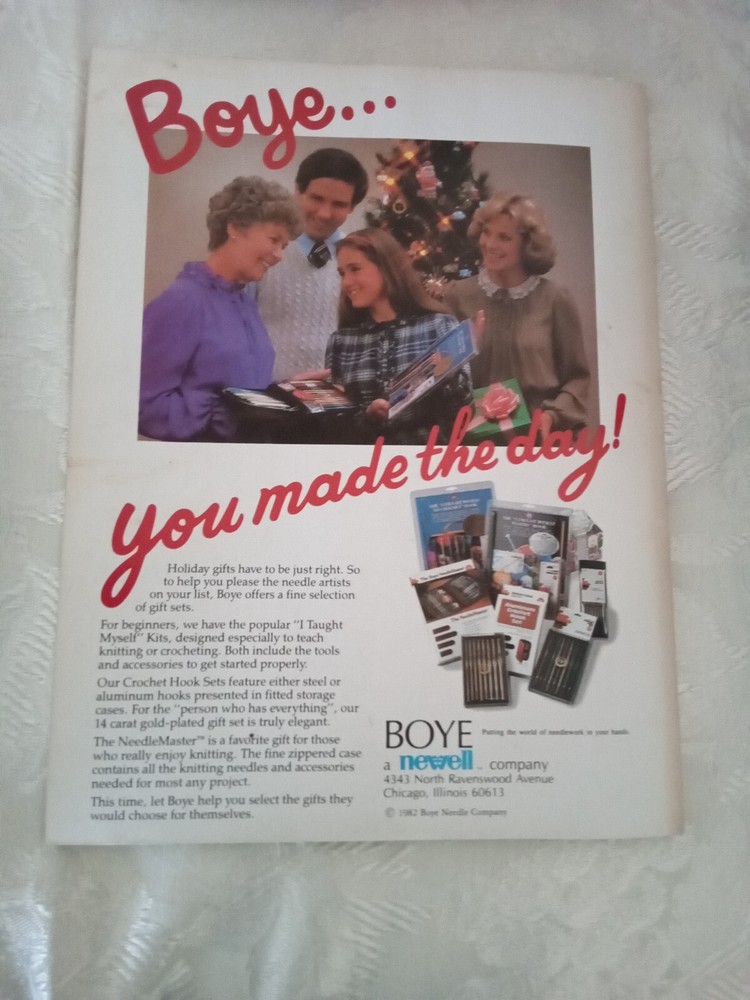 Boye...
you made the day!
Holiday gifts have to be just right. So
to help you please the needle artists
on your list, Boye offers a fine selection
of gift sets.
For beginners, we have the popular "I Taught
Myself" Kits, designed especially to teach
knitting or crocheting. Both include the tools
and accessories to get started properly.
Our Crochet Hook Sets feature either steel or
aluminum hooks presented in fitted storage
cases. For the "person who has everything", our
14 carat gold-plated gift set is truly elegant.
The NeedleMaster™ is a favorite gift for those
who really enjoy knitting. The fine zippered case
contains all the knitting needles and accessories
needed for most any project.
This time, let Boye help you select the gifts they
would choose for themselves.
Aluminum
Crochet
Hook Set
BOYE Putting the world of needlework in your hands.
a newell™ company
4343 North Ravenswood Avenue
Chicago, Illinois 60613
© 1982 Boye Needle Company